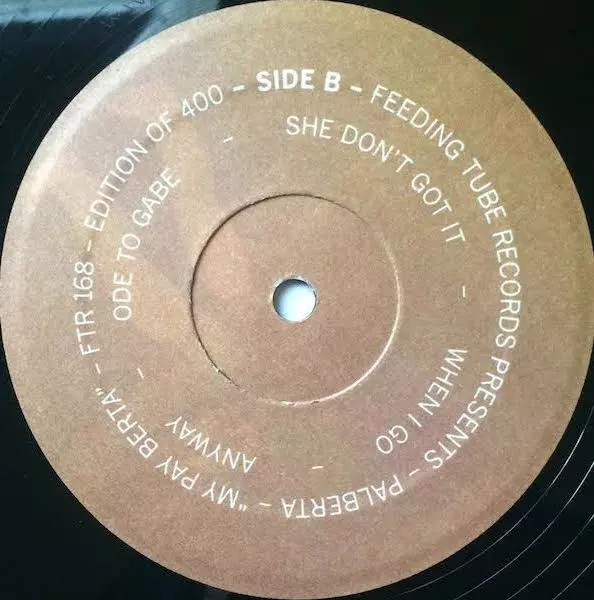 SIDE B – FEEDING TUBE RECORDS PRESENTS – PALBERTA – "MY PAY BERTA" – FTR 168 – EDITION OF 400 –
SHE DON'T GOT IT – WHEN I GO – ANYWAY – ODE TO GABE –